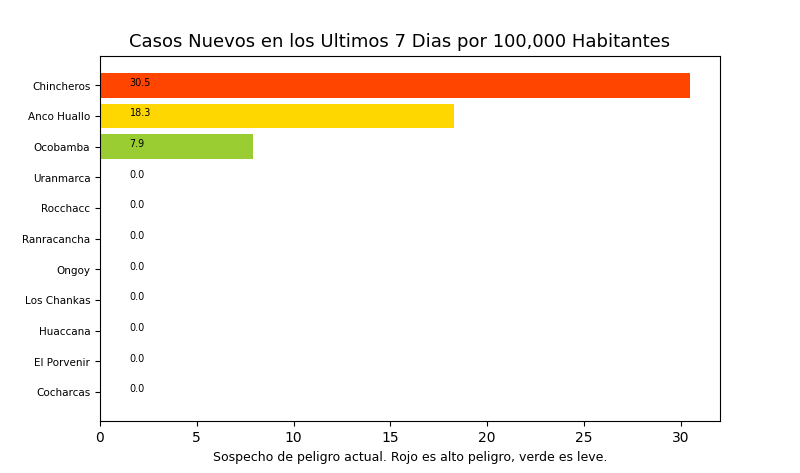 Casos Nuevos en los Ultimos 7 Dias por 100,000 Habitantes
Chincheros 30.5
Anco Huallo 18.3
Ocobamba 7.9
Uranmarca 0.0
Rocchacc 0.0
Ranracancha 0.0
Ongoy 0.0
Los Chankas 0.0
Huaccana 0.0
El Porvenir 0.0
Cocharcas 0.0
0 5 10 15 20 25 30
Sospecho de peligro actual. Rojo es alto peligro, verde es leve.